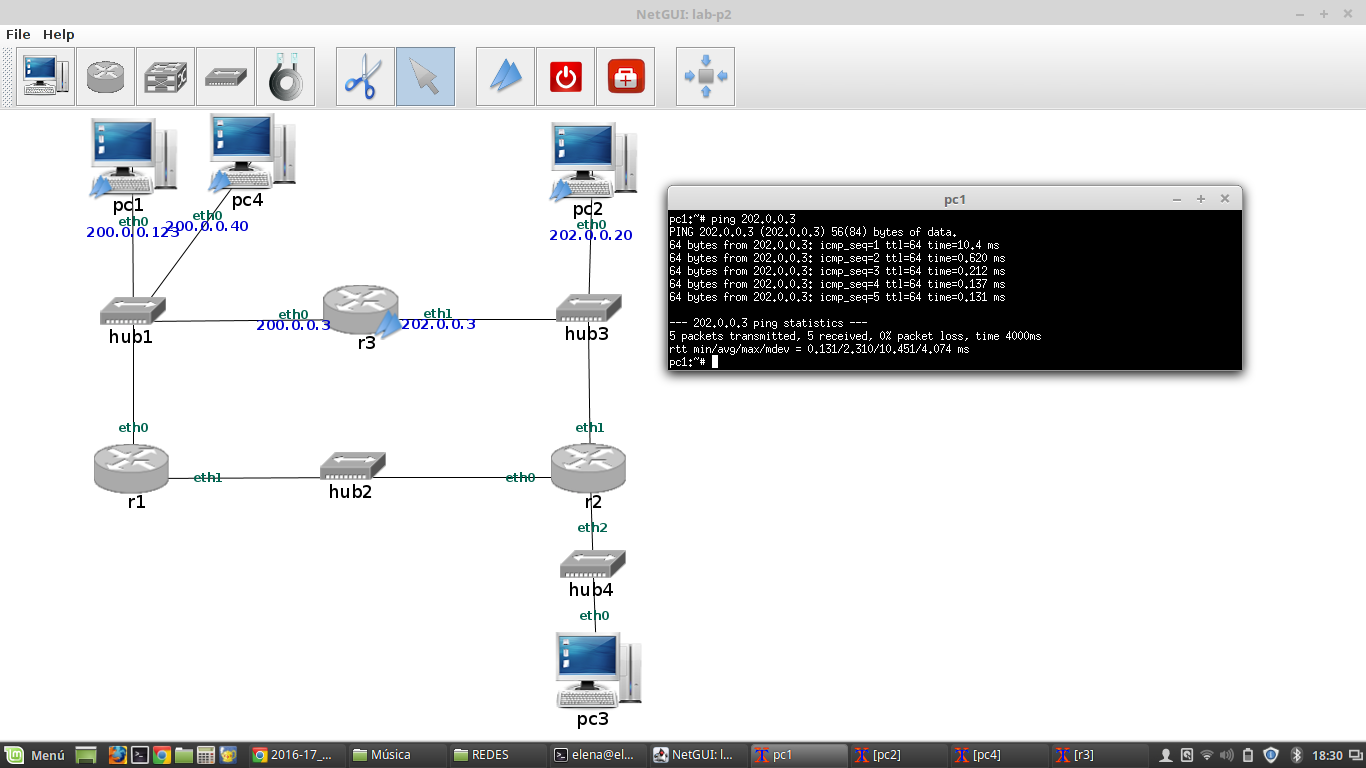 NetGUI: lab-p2
File Help
pc1
pc4
pc2
eth0
200.0.0.123
eth0
200.0.0.40
eth0
202.0.0.20
hub1
eth0
200.0.0.3
eth1
202.0.0.3
r3
hub3
eth0
eth1
r1
eth1
hub2
eth0
r2
eth2
hub4
eth0
pc3
pc1
pc1:~# ping 202.0.0.3
PING 202.0.0.3 (202.0.0.3) 56(84) bytes of data.
64 bytes from 202.0.0.3: icmp_seq=1 ttl=64 time=10.4 ms
64 bytes from 202.0.0.3: icmp_seq=2 ttl=64 time=0.620 ms
64 bytes from 202.0.0.3: icmp_seq=3 ttl=64 time=0.212 ms
64 bytes from 202.0.0.3: icmp_seq=4 ttl=64 time=0.137 ms
64 bytes from 202.0.0.3: icmp_seq=5 ttl=64 time=0.131 ms
--- 202.0.0.3 ping statistics ---
5 packets transmitted, 5 received, 0% packet loss, time 4000ms
rtt min/avg/max/mdev = 0.131/2.310/10.451/4.074 ms
pc1:~#
Menú
2016-17_...
Música
REDES
elena@el...
NetGUI: l...
pc1
[pc2]
[pc4]
[r3]
18:30